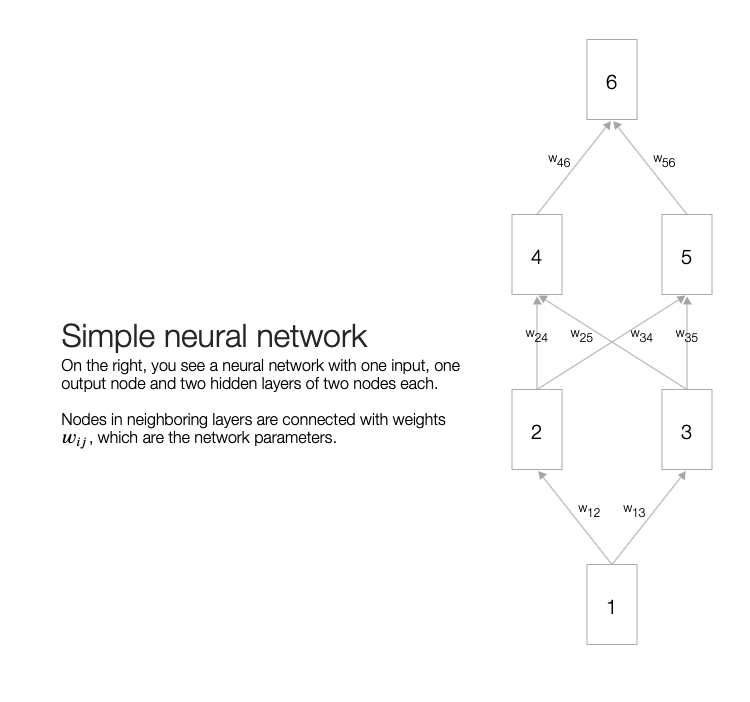 6
w46 w56
4 5
Simple neural network
w24 w25 w34 w35
On the right, you see a neural network with one input, one
output node and two hidden layers of two nodes each.
Nodes in neighboring layers are connected with weights
wij, which are the network parameters.
2 3
w12 w13
1